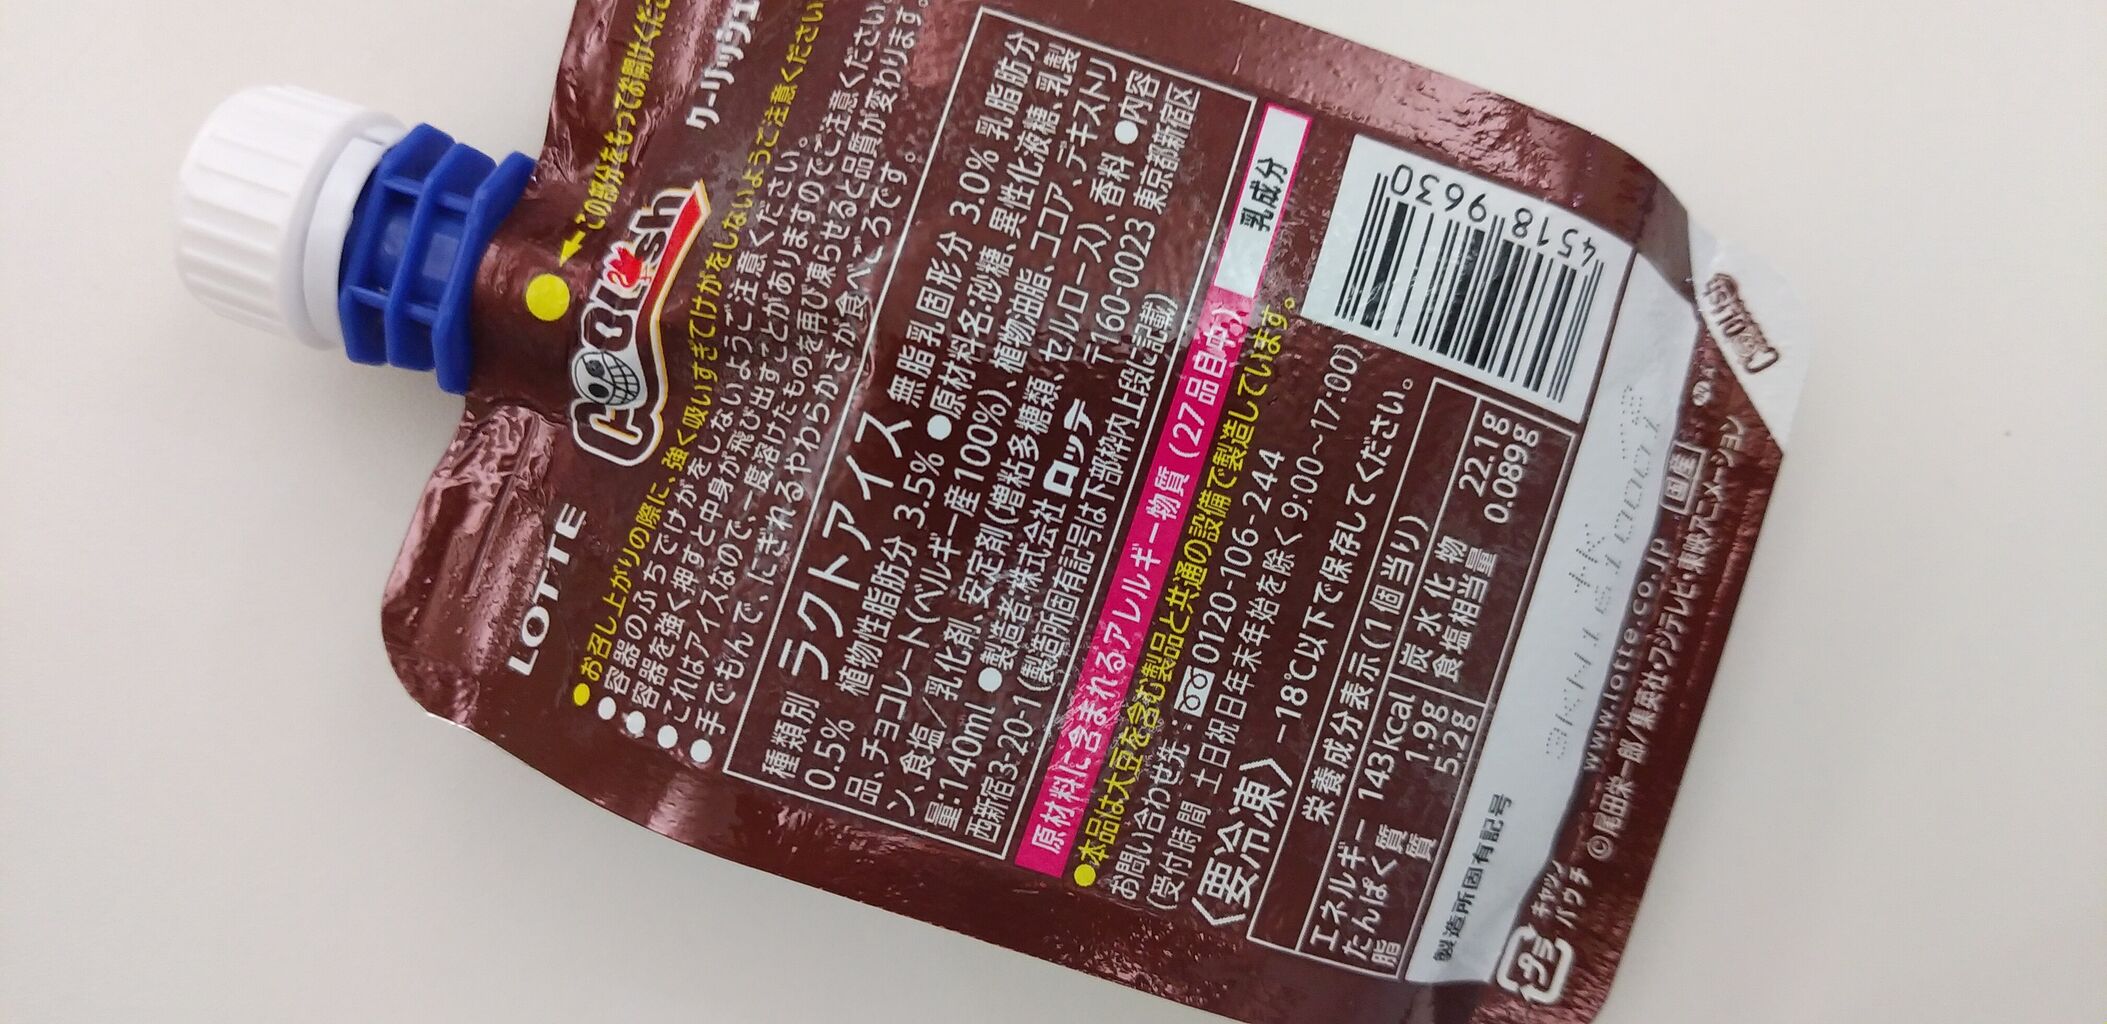 ←この部分をもってお開けくださ
COOLish
クーリッシュ
LOTTE
●お召し上がりの際に、強く吸いすぎてけががをしないようご注意ください
●容器のふちでけががをしないようご注意ください。
●容器を強く押すと中身が飛び出すことがありますのでご注意ください。
●これはアイスなので、一度溶けたものを再び凍らせると品質が変わります。
●手でもんで、にぎれるやわらかさが食べごろです。
種類別 ラクトアイス 無脂乳固形分 3.0% 乳脂肪分
0.5% 植物性脂肪分 3.5% ●原材料名:砂糖、異性化液糖、乳製
品、チョコレート(ベルギー産100%)、植物油脂、ココア、デキストリ
ン、食塩/乳化剤、安定剤(増粘多糖類、セルロース)、香料 ●内容
量:140ml ●製造者 株式会社 ロッテ 〒160-0023 東京都新宿区
西新宿3-20-1(製造所固有記号は下部枠内上段に記載)
原材料に含まれるアレルギー物質(27品目中) 乳成分
●本品は大豆を含む製品と共通の設備で製造しています。
お問い合わせ先: 0120-106-244
(受付時間 土日祝日年末年始を除く9:00~17:00)
〈要冷凍〉 -18℃以下で保存してください。
栄養成分表示(1個当り)
エネルギー 143kcal 炭水化物 22.1g
たんぱく質 1.9g 食塩相当量 0.089g
脂質 5.2g
4518 9630
製造所固有記号
www.lotte.co.jp 国産
プラ キャップ パウチ
©尾田栄一郎/集英社・フジテレビ・東映アニメーション
COOLish